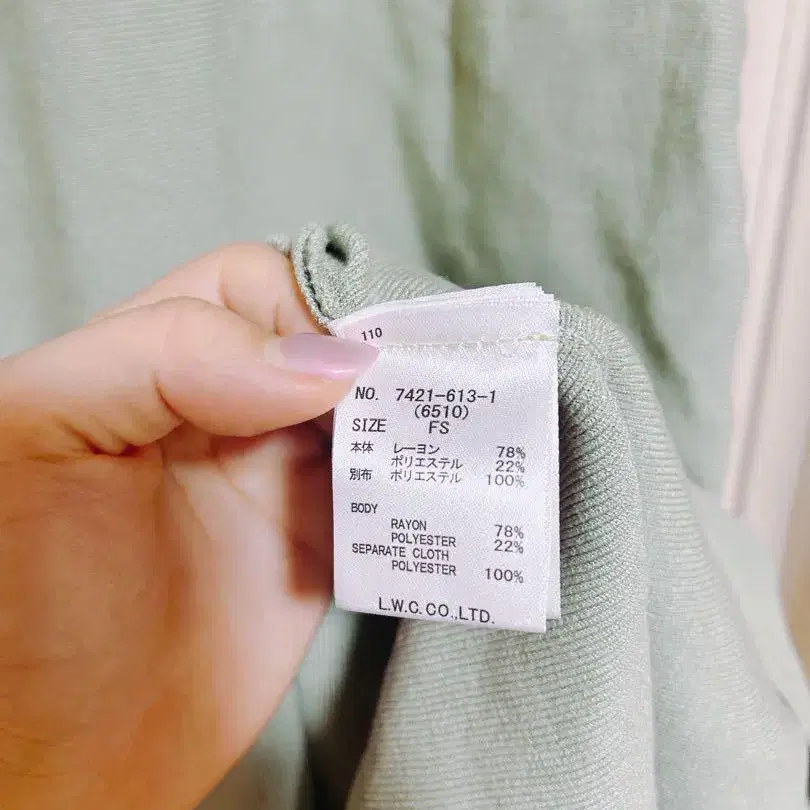 110
NO. 7421-613-1
(6510)
SIZE FS
本体 レーヨン 78%
ポリエステル 22%
別布 ポリエステル 100%
BODY
RAYON 78%
POLYESTER 22%
SEPARATE CLOTH
POLYESTER 100%
L.W.C.CO.,LTD.